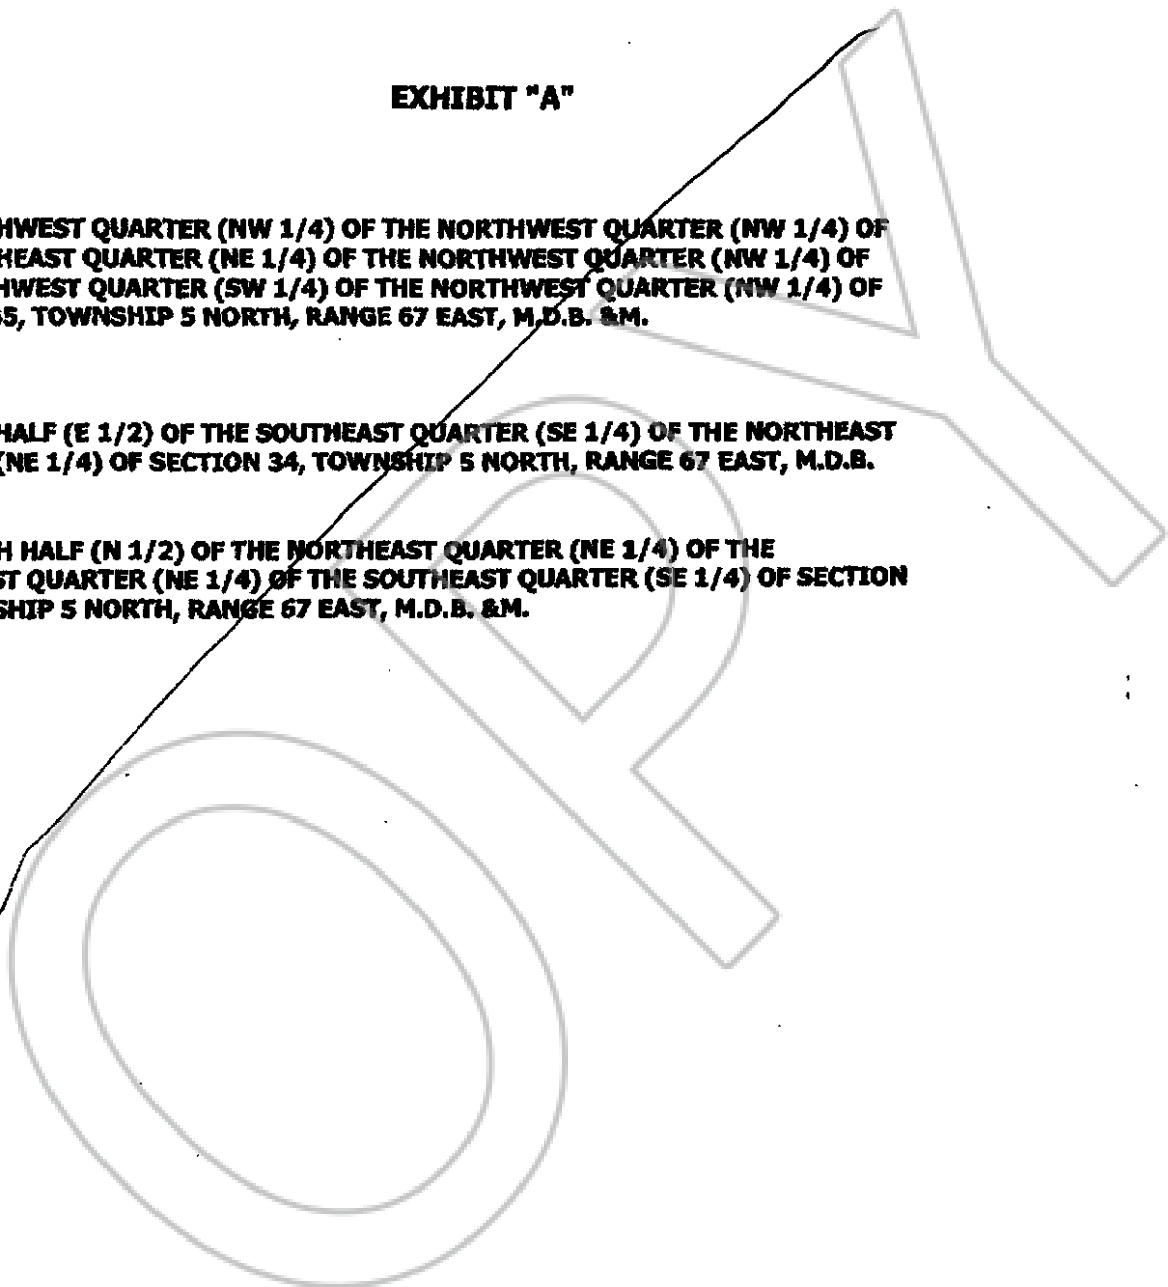 EXHIBIT "A"
HWEST QUARTER (NW 1/4) OF THE NORTHWEST QUARTER (NW 1/4) OF
HEAST QUARTER (NE 1/4) OF THE NORTHWEST QUARTER (NW 1/4) OF
HWEST QUARTER (SW 1/4) OF THE NORTHWEST QUARTER (NW 1/4) OF
35, TOWNSHIP 5 NORTH, RANGE 67 EAST, M.D.B. &M.
HALF (E 1/2) OF THE SOUTHEAST QUARTER (SE 1/4) OF THE NORTHEAST
(NE 1/4) OF SECTION 34, TOWNSHIP 5 NORTH, RANGE 67 EAST, M.D.B.
H HALF (N 1/2) OF THE NORTHEAST QUARTER (NE 1/4) OF THE
ST QUARTER (NE 1/4) OF THE SOUTHEAST QUARTER (SE 1/4) OF SECTION
SHIP 5 NORTH, RANGE 67 EAST, M.D.B. &M.
OPY